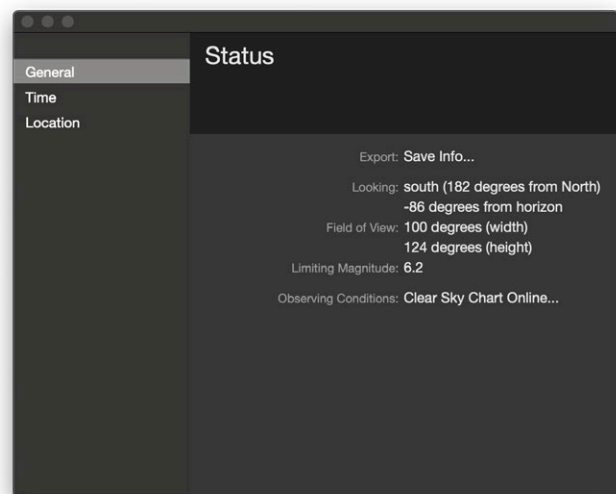 Status
General
Time
Location
Export: Save Info...
Looking: south (182 degrees from North)
-86 degrees from horizon
Field of View: 100 degrees (width)
124 degrees (height)
Limiting Magnitude: 6.2
Observing Conditions: Clear Sky Chart Online...